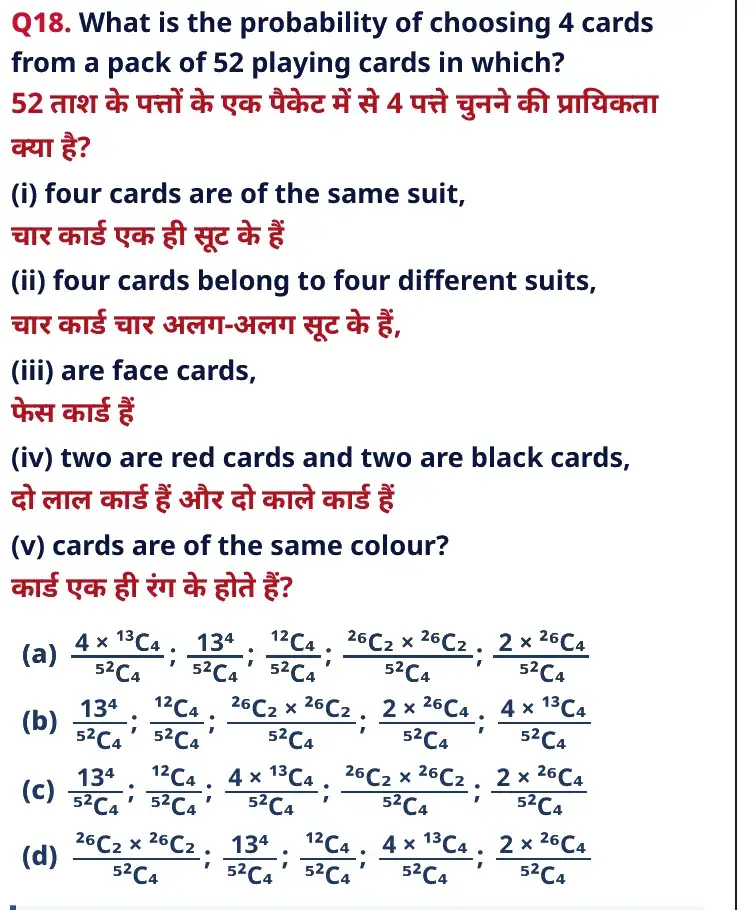 Q18. What is the probability of choosing 4 cards
from a pack of 52 playing cards in which?
52 ताश के पत्तों के एक पैकेट में से 4 पत्ते चुनने की प्रायिकता
क्या है?
(i) four cards are of the same suit,
चार कार्ड एक ही सूट के हैं
(ii) four cards belong to four different suits,
चार कार्ड चार अलग-अलग सूट के हैं,
(iii) are face cards,
फेस कार्ड हैं
(iv) two are red cards and two are black cards,
दो लाल कार्ड हैं और दो काले कार्ड हैं
(v) cards are of the same colour?
कार्ड एक ही रंग के होते हैं?
(a) 4 × ¹³C₄ / ⁵²C₄ ; 13⁴ / ⁵²C₄ ; ¹²C₄ / ⁵²C₄ ; ²⁶C₂ × ²⁶C₂ / ⁵²C₄ ; 2 × ²⁶C₄ / ⁵²C₄
(b) 13⁴ / ⁵²C₄ ; ¹²C₄ / ⁵²C₄ ; ²⁶C₂ × ²⁶C₂ / ⁵²C₄ ; 2 × ²⁶C₄ / ⁵²C₄ ; 4 × ¹³C₄ / ⁵²C₄
(c) 13⁴ / ⁵²C₄ ; ¹²C₄ / ⁵²C₄ ; 4 × ¹³C₄ / ⁵²C₄ ; ²⁶C₂ × ²⁶C₂ / ⁵²C₄ ; 2 × ²⁶C₄ / ⁵²C₄
(d) ²⁶C₂ × ²⁶C₂ / ⁵²C₄ ; 13⁴ / ⁵²C₄ ; ¹²C₄ / ⁵²C₄ ; 4 × ¹³C₄ / ⁵²C₄ ; 2 × ²⁶C₄ / ⁵²C₄